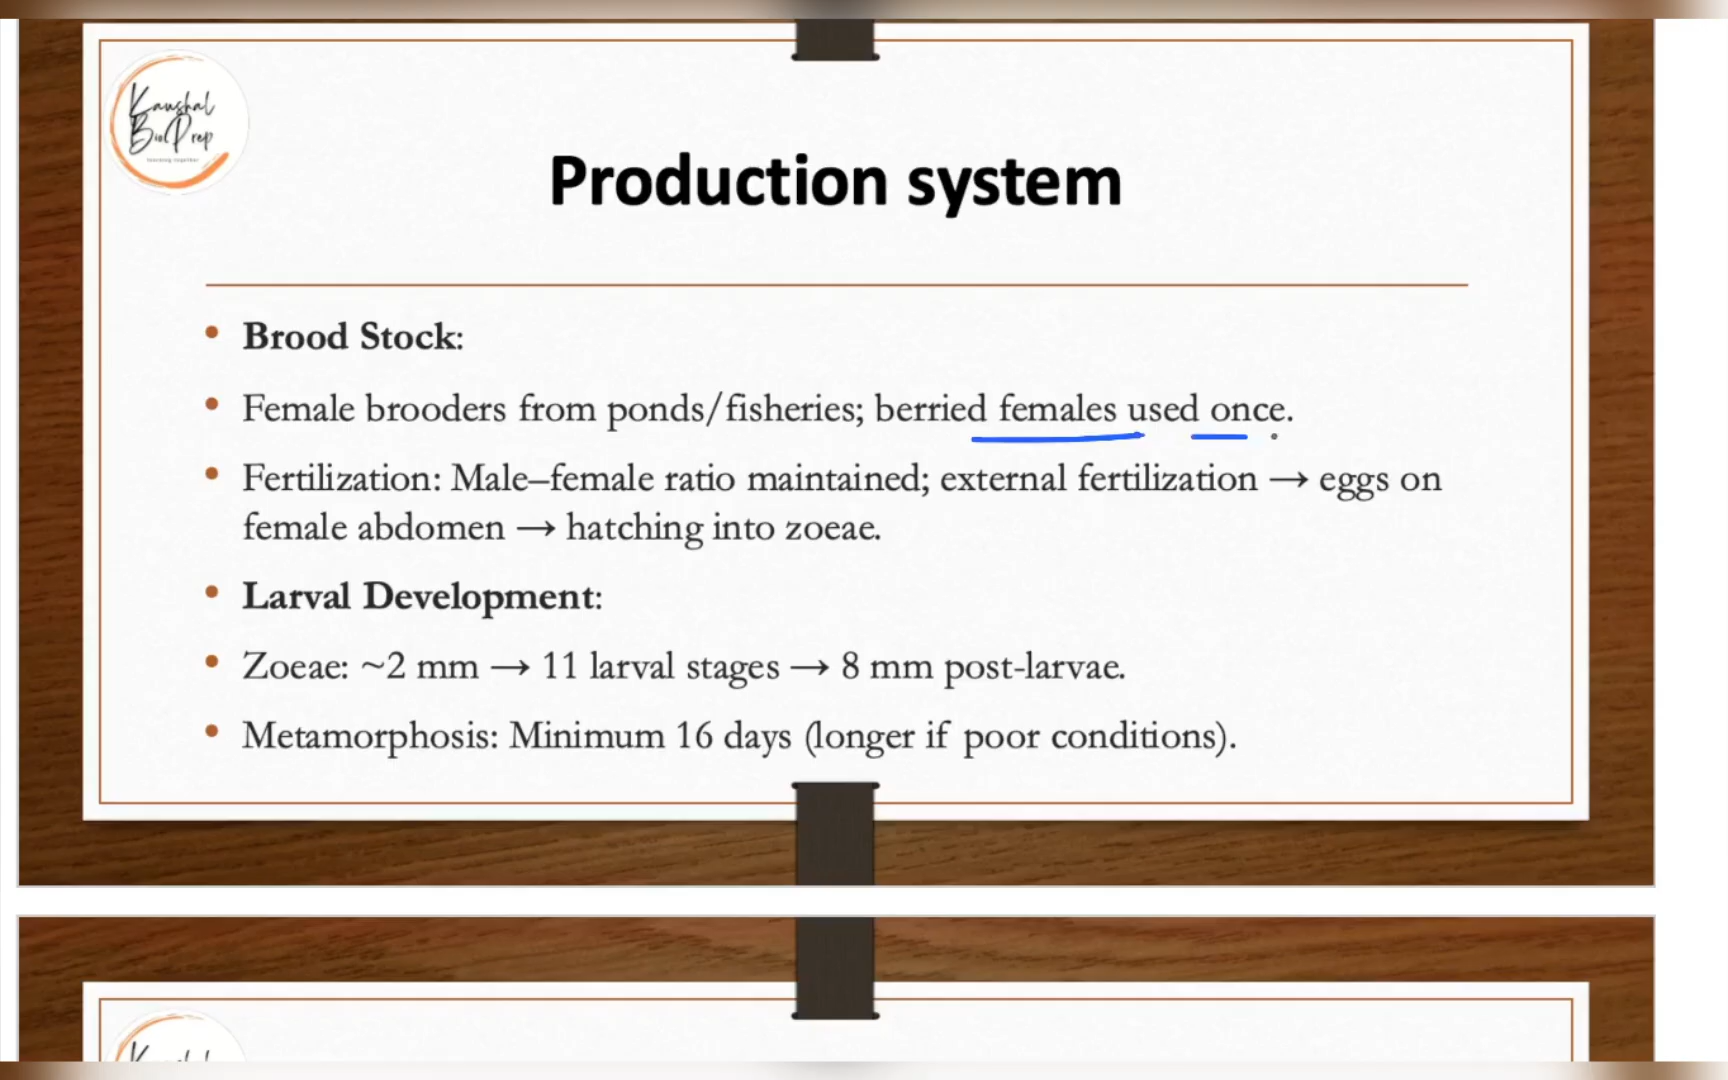 Kaushal
BioPrep
learning together
Production system
• Brood Stock:
• Female brooders from ponds/fisheries; berried females used once.
• Fertilization: Male–female ratio maintained; external fertilization → eggs on
female abdomen → hatching into zoeae.
• Larval Development:
• Zoeae: ~2 mm → 11 larval stages → 8 mm post-larvae.
• Metamorphosis: Minimum 16 days (longer if poor conditions).